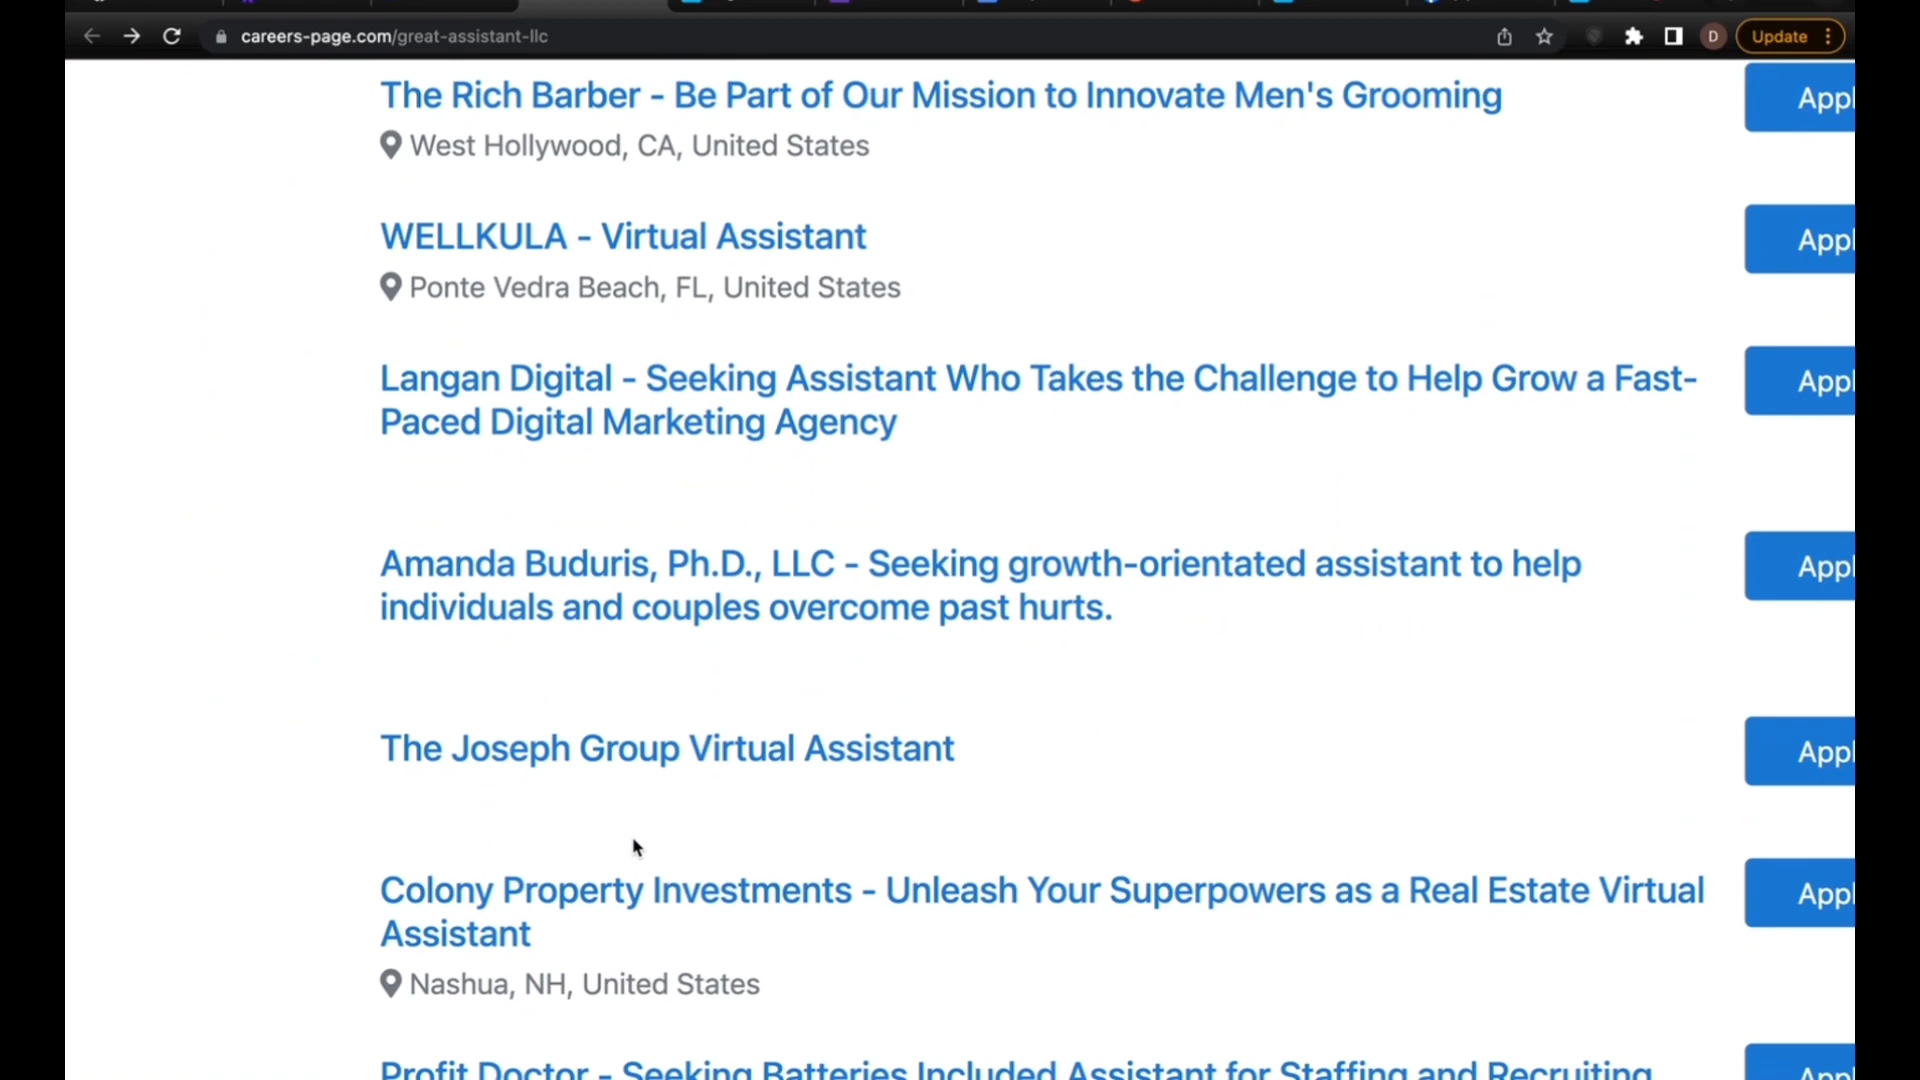 careers-page.com/great-assistant-llc
D
Update
The Rich Barber - Be Part of Our Mission to Innovate Men's Grooming
Appl
West Hollywood, CA, United States
WELLKULA - Virtual Assistant
Appl
Ponte Vedra Beach, FL, United States
Langan Digital - Seeking Assistant Who Takes the Challenge to Help Grow a Fast-
Appl
Paced Digital Marketing Agency
Amanda Buduris, Ph.D., LLC - Seeking growth-orientated assistant to help
Appl
individuals and couples overcome past hurts.
The Joseph Group Virtual Assistant
Appl
Colony Property Investments - Unleash Your Superpowers as a Real Estate Virtual
Appl
Assistant
Nashua, NH, United States
Profit Doctor - Seeking Batteries Included Assistant for Staffing and Recruiting
Appl